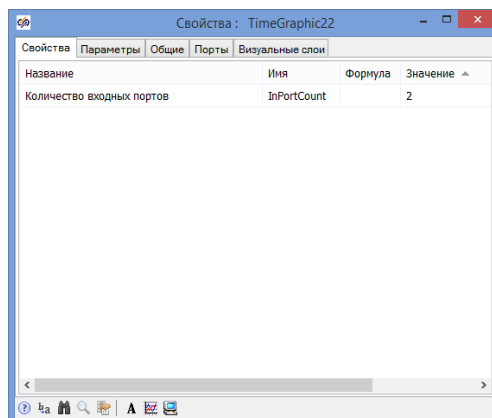 Свойства : TimeGraphic22
Свойства Параметры Общие Порты Визуальные слои
Название Имя Формула Значение
Количество входных портов InPortCount 2